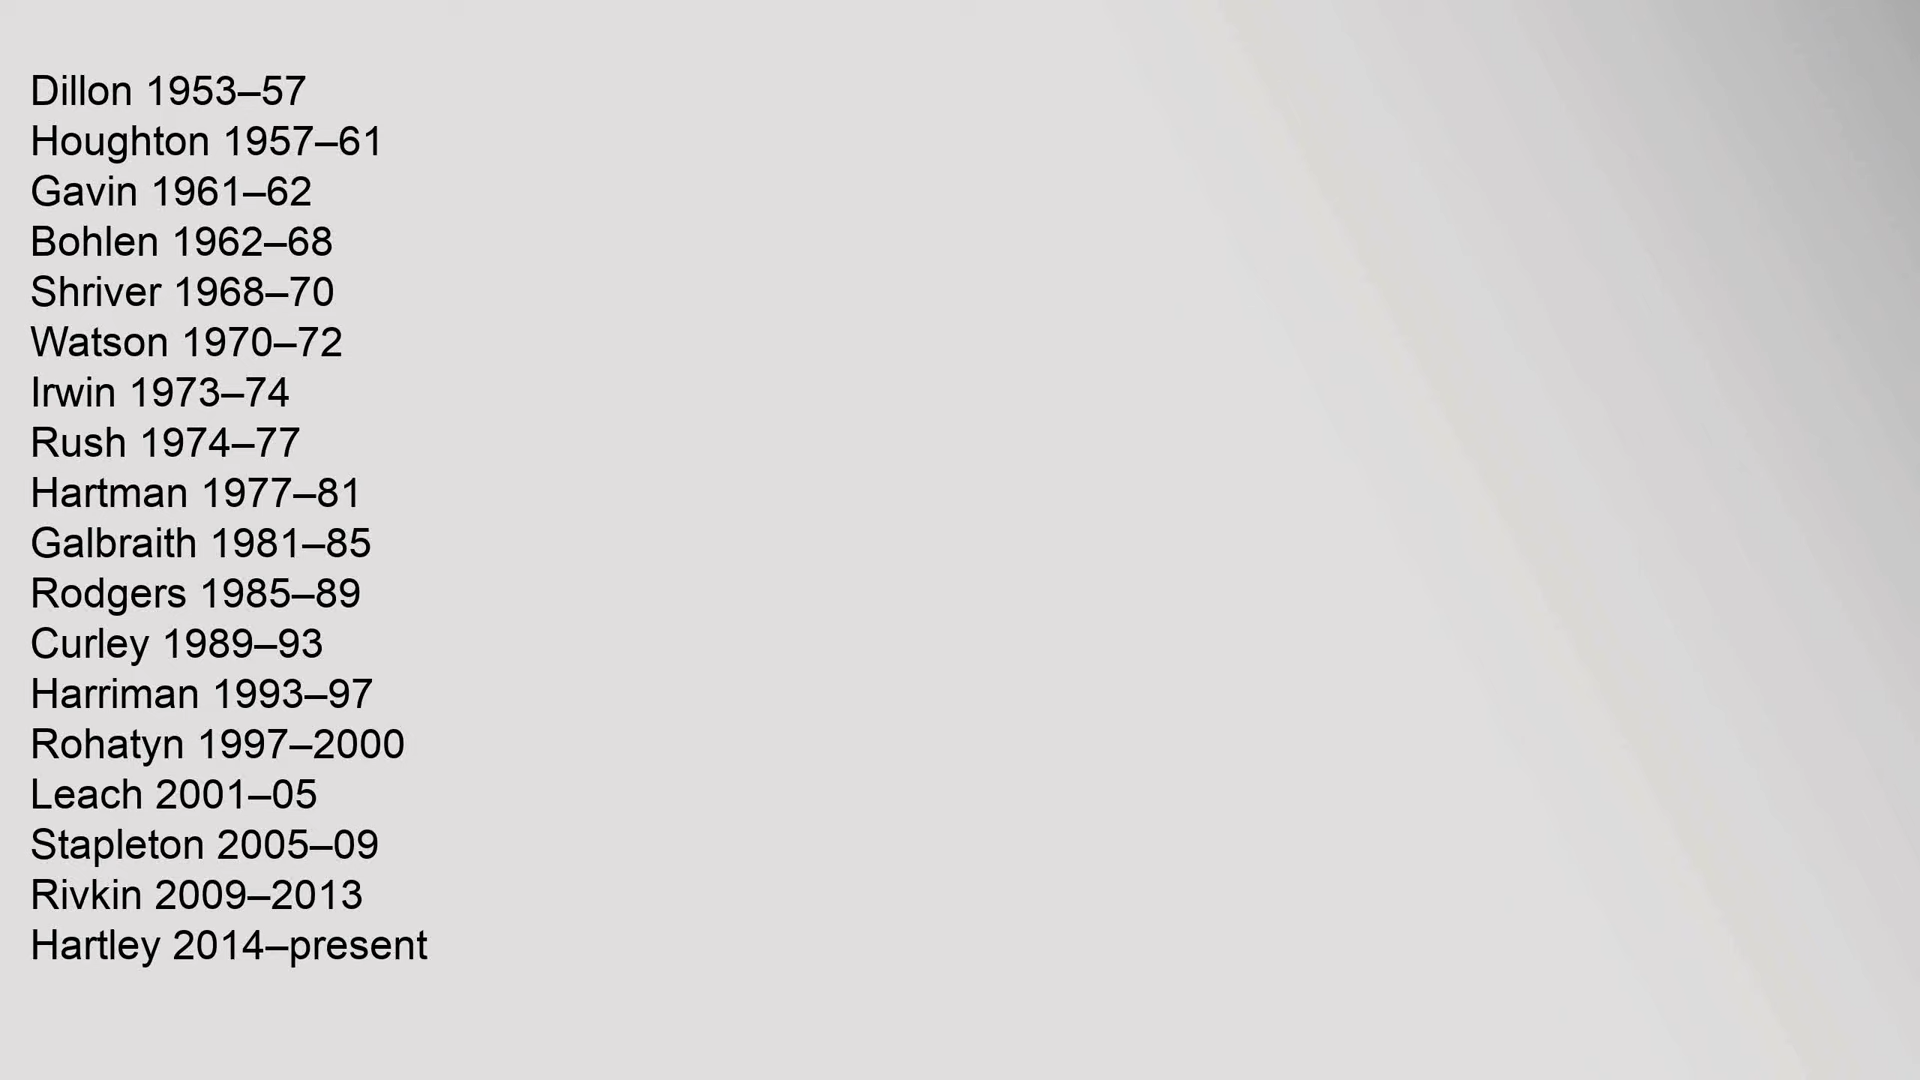 Dillon 1953–57
Houghton 1957–61
Gavin 1961–62
Bohlen 1962–68
Shriver 1968–70
Watson 1970–72
Irwin 1973–74
Rush 1974–77
Hartman 1977–81
Galbraith 1981–85
Rodgers 1985–89
Curley 1989–93
Harriman 1993–97
Rohatyn 1997–2000
Leach 2001–05
Stapleton 2005–09
Rivkin 2009–2013
Hartley 2014–present